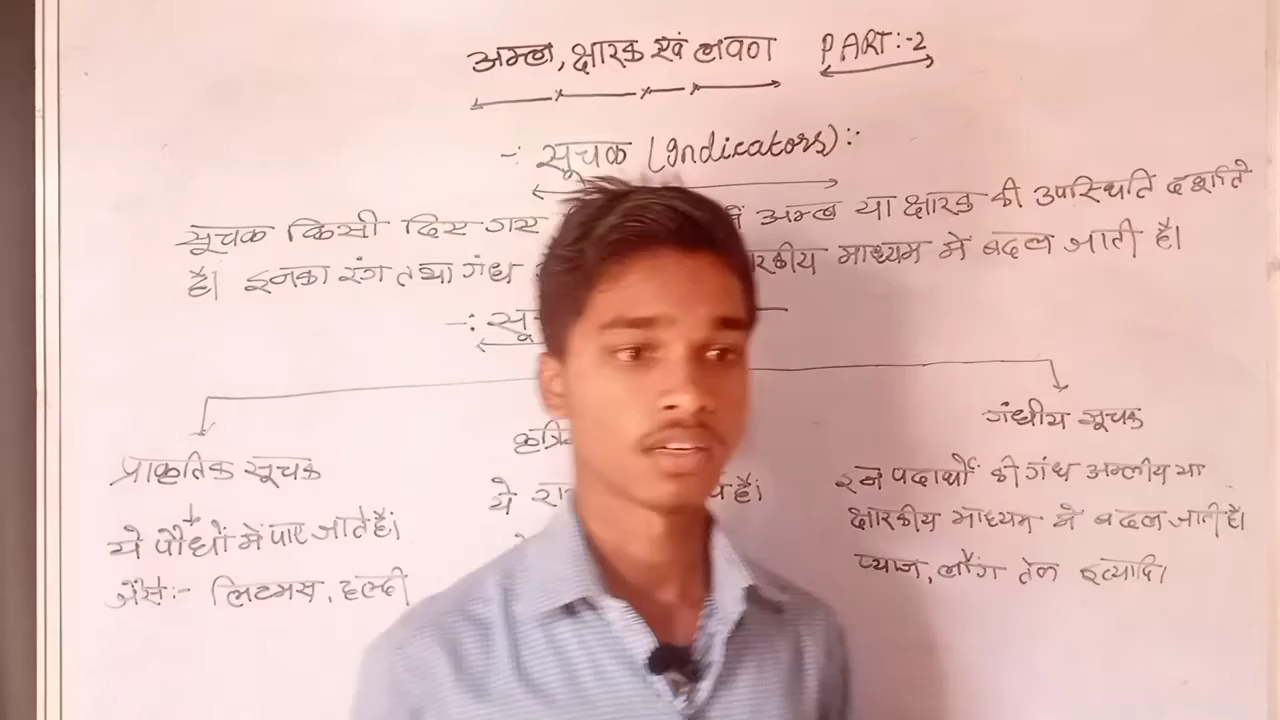 अम्ल, क्षारक एवं लवण PART:-2
-: सूचक (Indicators):-
सूचक किसी दिए गए में अम्ल या क्षारक की उपस्थिति दर्शाते
हैं। इनका रंग तथा गंध माध्यम में बदल जाती है।
-: सू
गंधीय सूचक
प्राकृतिक सूचक
ये पौधों में पाए जाते हैं।
जैसे:- लिटमस, हल्दी
ये हैं।
इन पदार्थों की गंध अम्लीय या
क्षारकीय माध्यम में बदल जाती है।
प्याज, लौंग तेल इत्यादि।